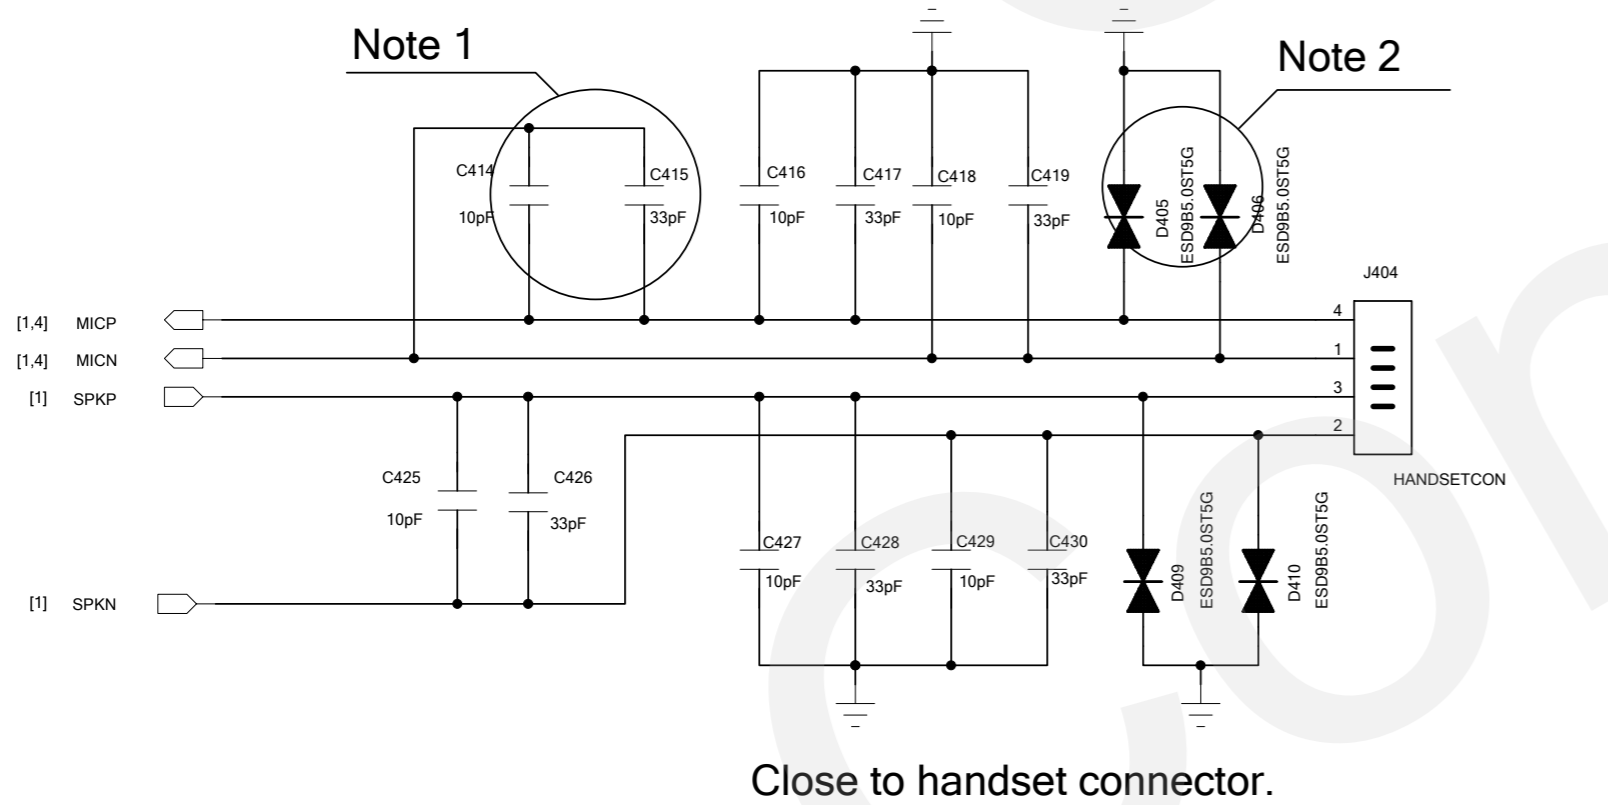 Note 1
Note 2
C414
10pF
C415
33pF
C416
10pF
C417
33pF
C418
10pF
C419
33pF
D405
ESD9B5.0ST5G
D406
ESD9B5.0ST5G
J404
[1,4] MICP
4
[1,4] MICN
1
[1] SPKP
3
2
HANDSETCON
C425
10pF
C426
33pF
C427
10pF
C428
33pF
C429
10pF
C430
33pF
D409
ESD9B5.0ST5G
D410
ESD9B5.0ST5G
[1] SPKN
Close to handset connector.